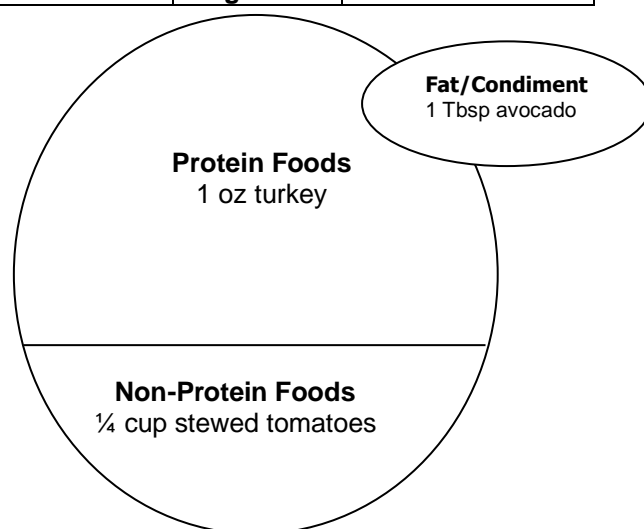 Fat/Condiment
1 Tbsp avocado
Protein Foods
1 oz turkey
Non-Protein Foods
¼ cup stewed tomatoes